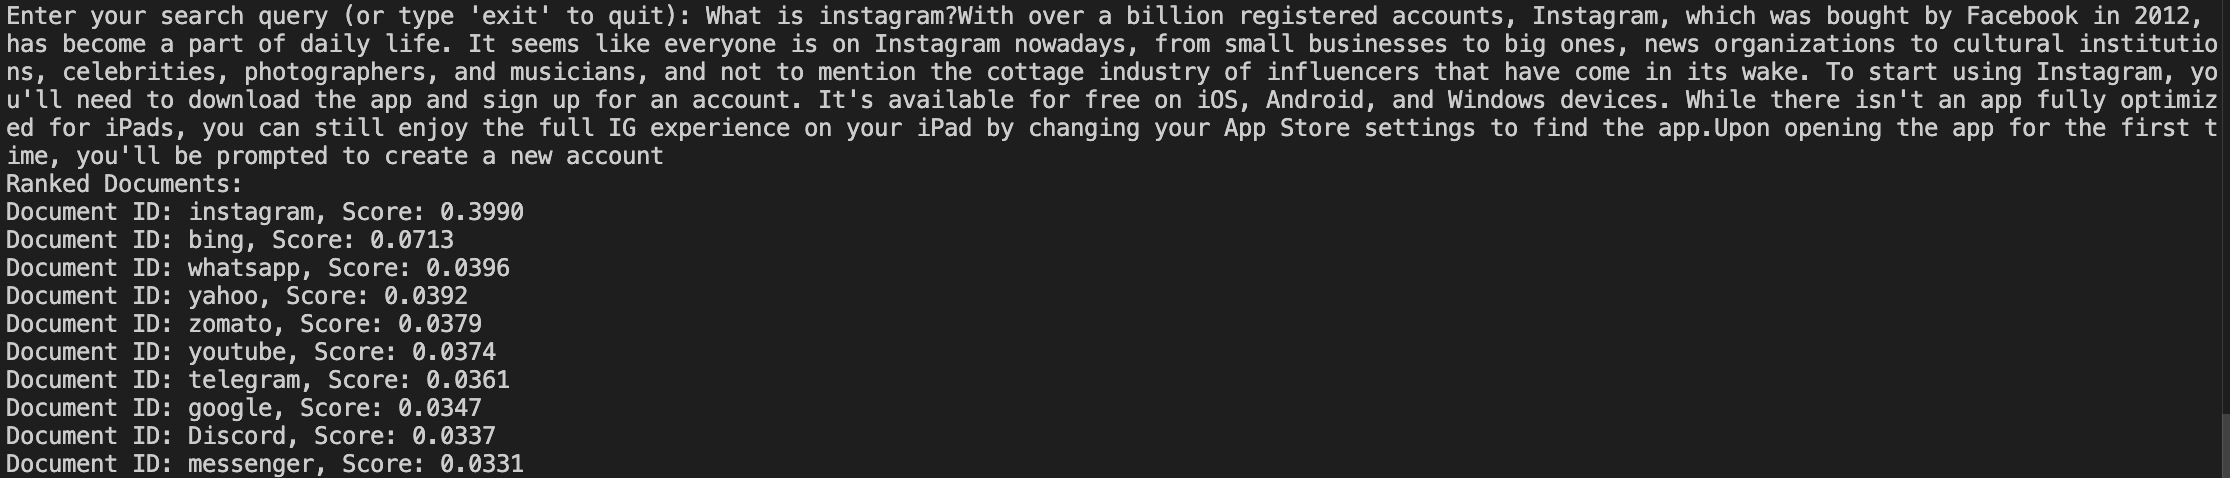 Enter your search query (or type 'exit' to quit): What is instagram?With over a billion registered accounts, Instagram, which was bought by Facebook in 2012,
has become a part of daily life. It seems like everyone is on Instagram nowadays, from small businesses to big ones, news organizations to cultural institutio
ns, celebrities, photographers, and musicians, and not to mention the cottage industry of influencers that have come in its wake. To start using Instagram, yo
u'll need to download the app and sign up for an account. It's available for free on iOS, Android, and Windows devices. While there isn't an app fully optimiz
ed for iPads, you can still enjoy the full IG experience on your iPad by changing your App Store settings to find the app.Upon opening the app for the first t
ime, you'll be prompted to create a new account
Ranked Documents:
Document ID: instagram, Score: 0.3990
Document ID: bing, Score: 0.0713
Document ID: whatsapp, Score: 0.0396
Document ID: yahoo, Score: 0.0392
Document ID: zomato, Score: 0.0379
Document ID: youtube, Score: 0.0374
Document ID: telegram, Score: 0.0361
Document ID: google, Score: 0.0347
Document ID: Discord, Score: 0.0337
Document ID: messenger, Score: 0.0331